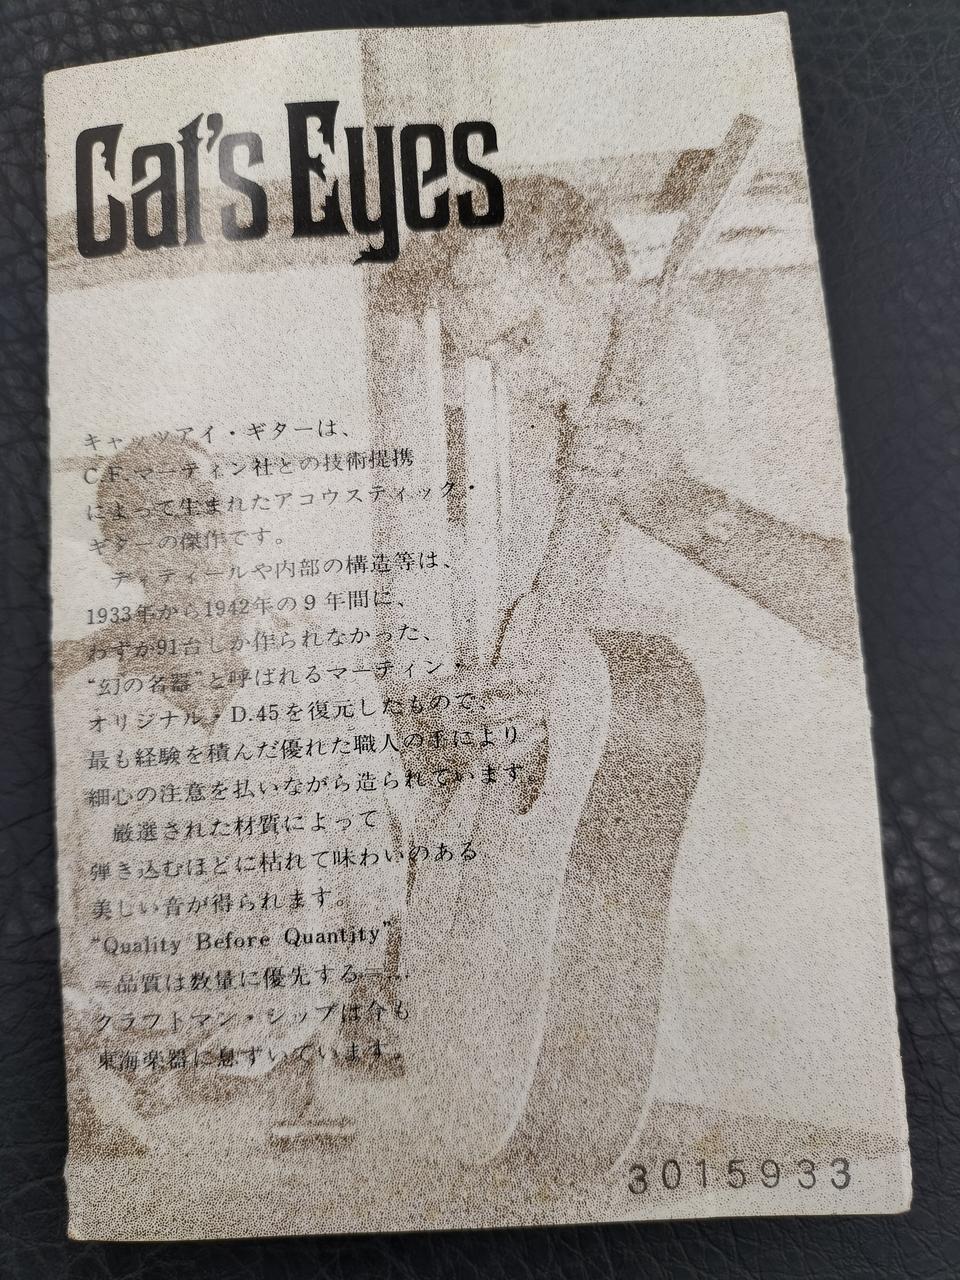 Cat's Eyes
キャッツアイ・ギターは、
C.F.マーティン社との技術提携
によって生まれたアコウスティック・
ギターの傑作です。
ディティールや内部の構造等は、
1933年から1942年の9年間に、
わずか91台しか作られなかった、
“幻の名器”と呼ばれるマーティン・
オリジナル・D.45を復元したもので、
最も経験を積んだ優れた職人の手により
細心の注意を払いながら造られています。
厳選された材質によって
弾き込むほどに枯れて味わいのある
美しい音が得られます。
“Quality Before Quantity”
=品質は数量に優先する=…
クラフトマン・シップは今も
東海楽器に息ずいています。
3015933